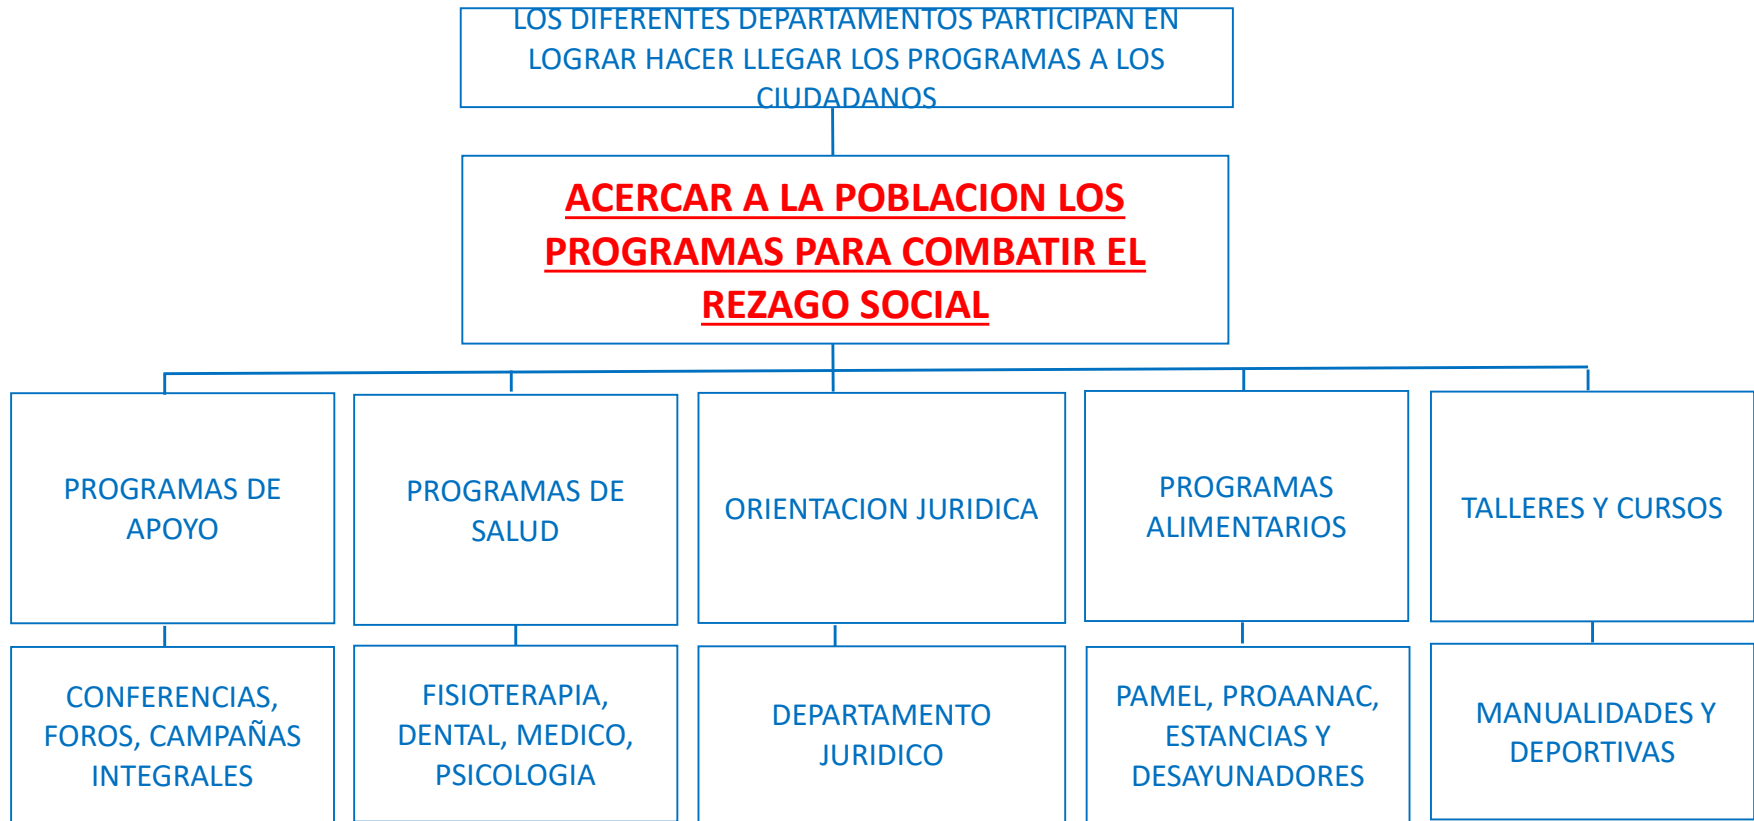 LOS DIFERENTES DEPARTAMENTOS PARTICIPAN EN
LOGRAR HACER LLEGAR LOS PROGRAMAS A LOS
CIUDADANOS
ACERCAR A LA POBLACION LOS
PROGRAMAS PARA COMBATIR EL
REZAGO SOCIAL
PROGRAMAS DE
APOYO
PROGRAMAS DE
SALUD
ORIENTACION JURIDICA
PROGRAMAS
ALIMENTARIOS
TALLERES Y CURSOS
CONFERENCIAS,
FOROS, CAMPAÑAS
INTEGRALES
FISIOTERAPIA,
DENTAL, MEDICO,
PSICOLOGIA
DEPARTAMENTO
JURIDICO
PAMEL, PROAANAC,
ESTANCIAS Y
DESAYUNADORES
MANUALIDADES Y
DEPORTIVAS